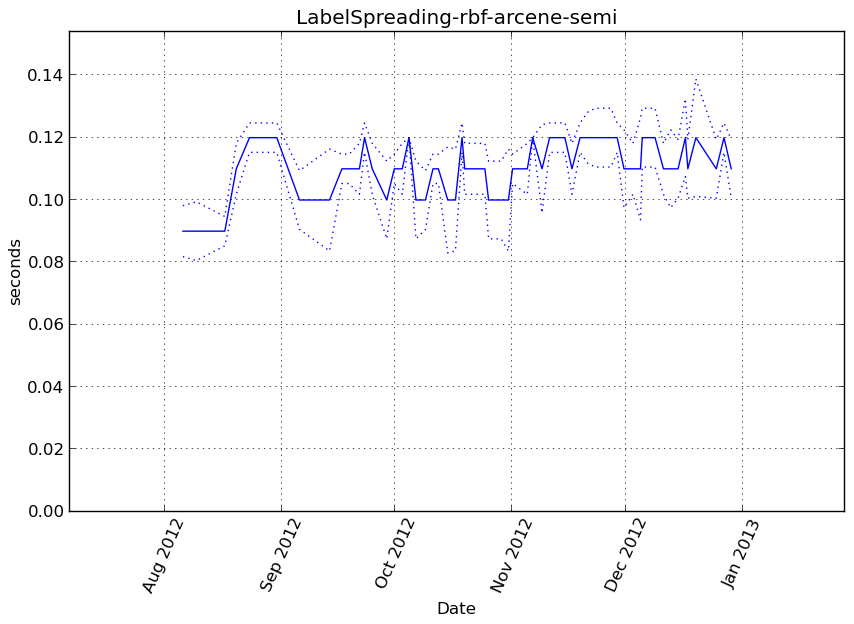 LabelSpreading-rbf-arcene-semi
0.14
0.12
0.10
0.08
0.06
0.04
0.02
0.00
seconds
Aug 2012
Sep 2012
Oct 2012
Nov 2012
Dec 2012
Jan 2013
Date